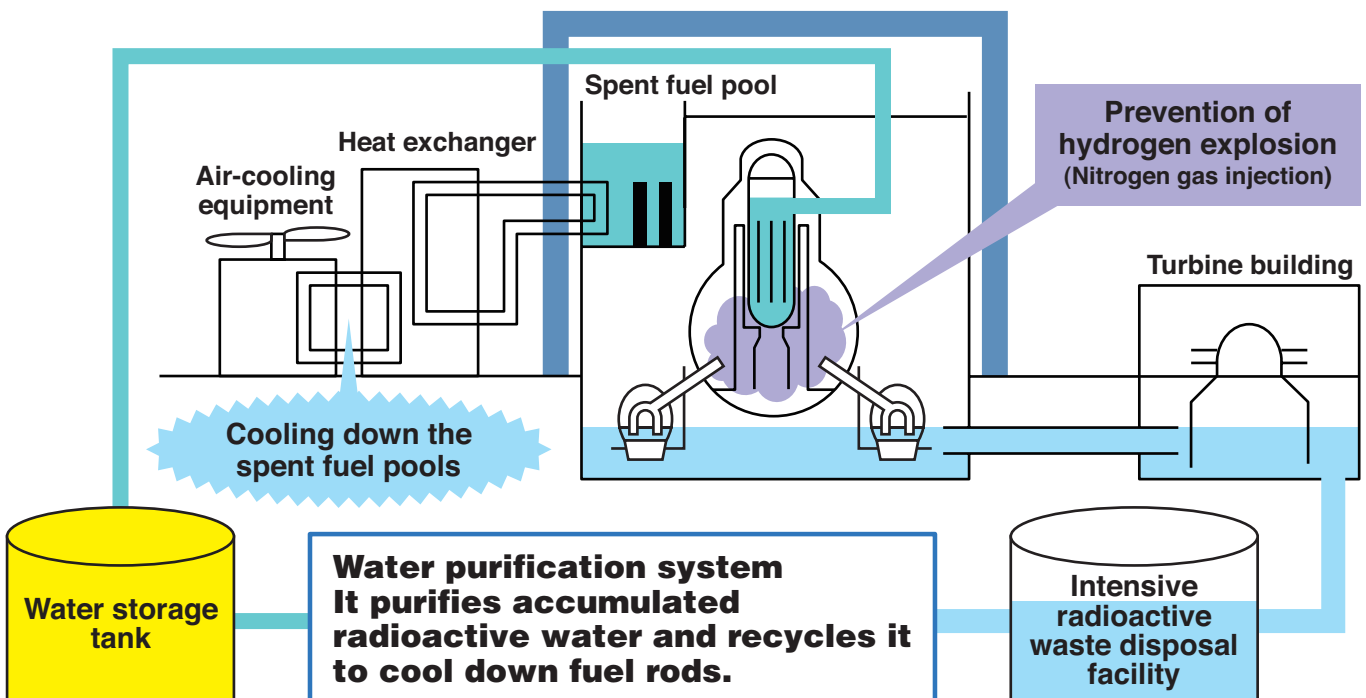 Spent fuel pool
Prevention of
hydrogen explosion
(Nitrogen gas injection)
Heat exchanger
Air-cooling
equipment
Turbine building
Cooling down the
spent fuel pools
Water storage
tank
Water purification system
It purifies accumulated
radioactive water and recycles it
to cool down fuel rods.
Intensive
radioactive
waste disposal
facility